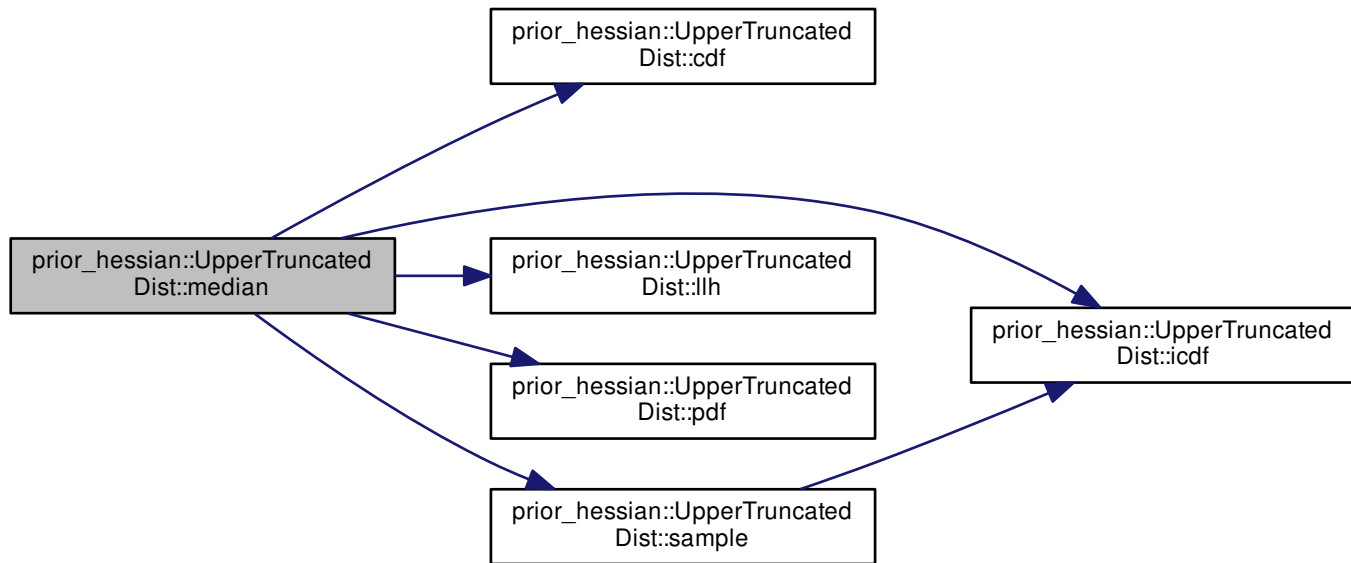 prior_hessian::UpperTruncated
Dist::cdf
prior_hessian::UpperTruncated
Dist::median
prior_hessian::UpperTruncated
Dist::llh
prior_hessian::UpperTruncated
Dist::icdf
prior_hessian::UpperTruncated
Dist::pdf
prior_hessian::UpperTruncated
Dist::sample